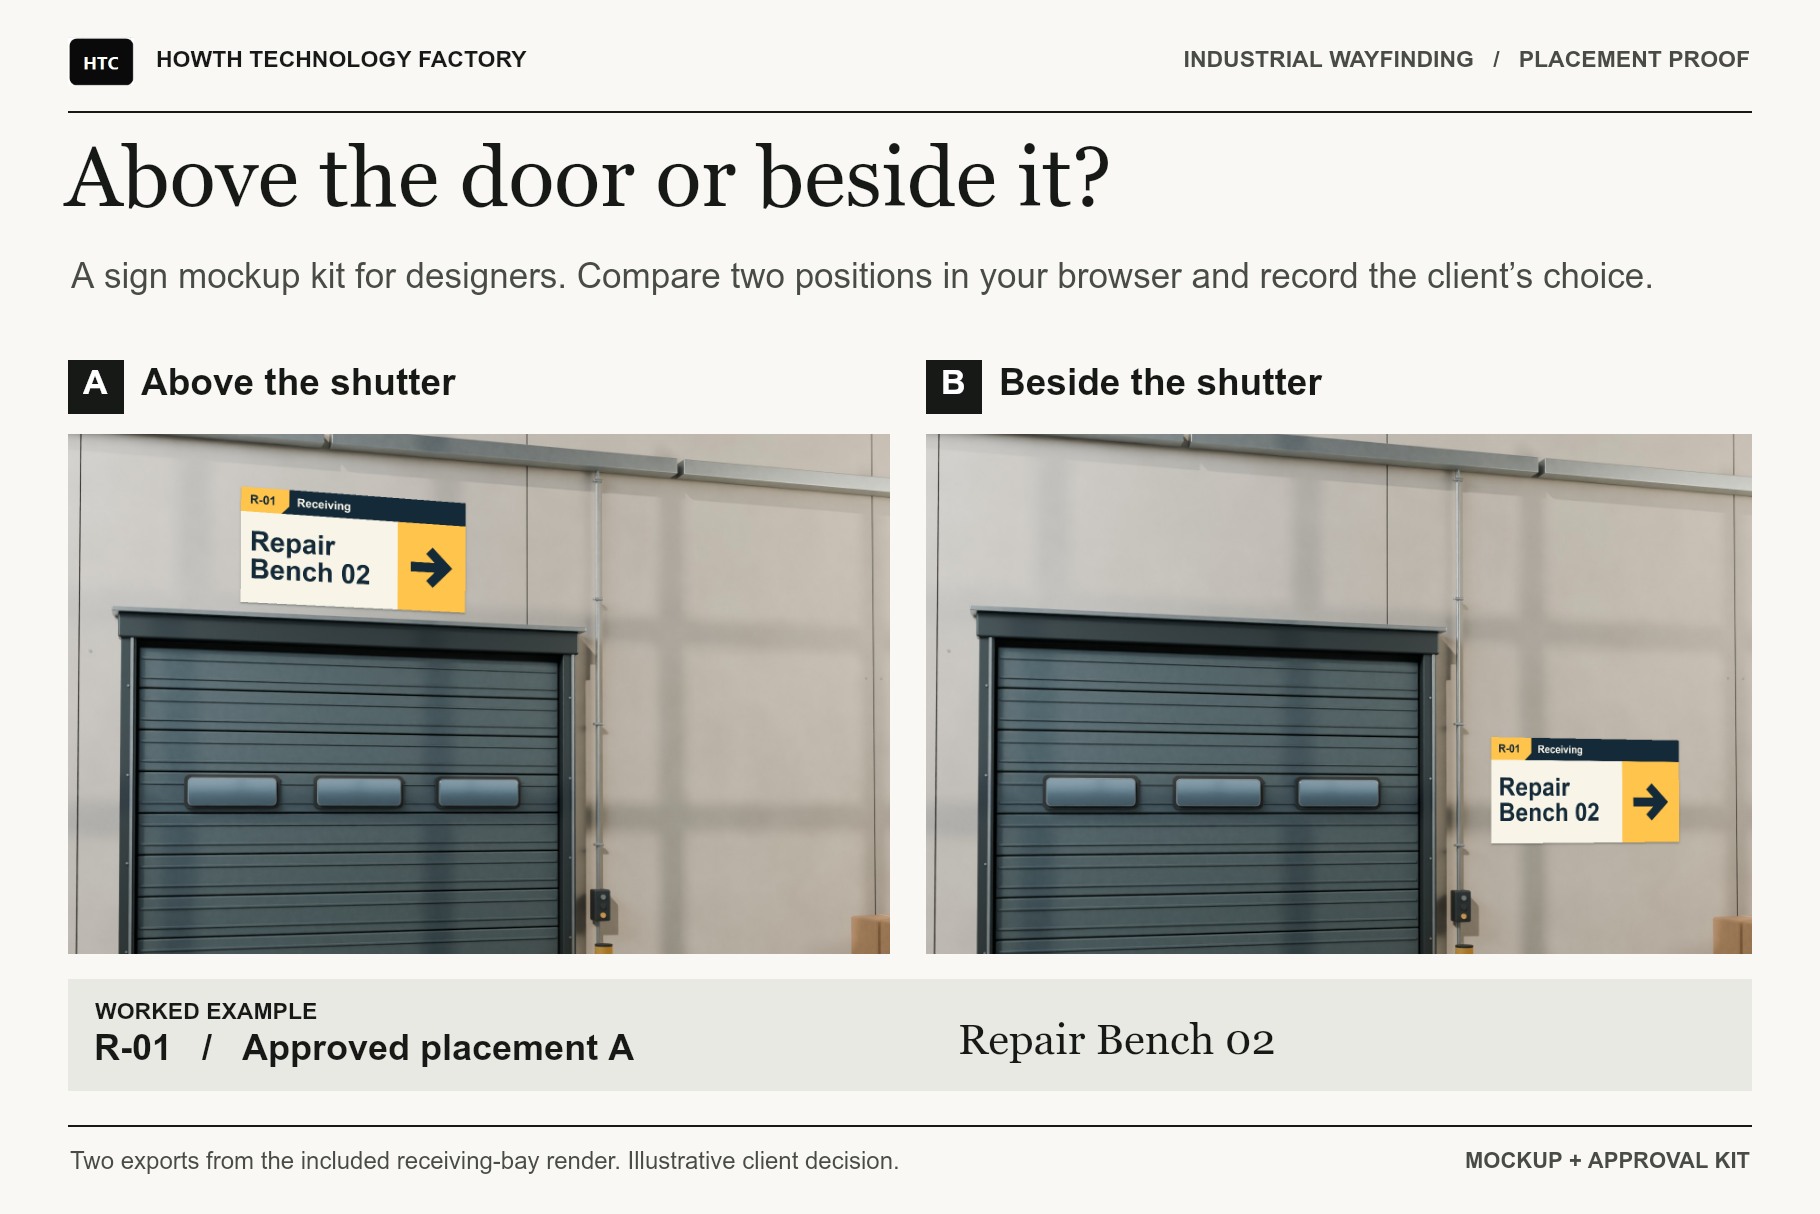 HTC
HOWTH TECHNOLOGY FACTORY
INDUSTRIAL WAYFINDING / PLACEMENT PROOF
Above the door or beside it?
A sign mockup kit for designers. Compare two positions in your browser and record the client’s choice.
A Above the shutter
R-01 Receiving
Repair
Bench 02
B Beside the shutter
R-01 Receiving
Repair
Bench 02
WORKED EXAMPLE
R-01 / Approved placement A
Repair Bench 02
Two exports from the included receiving-bay render. Illustrative client decision.
MOCKUP + APPROVAL KIT